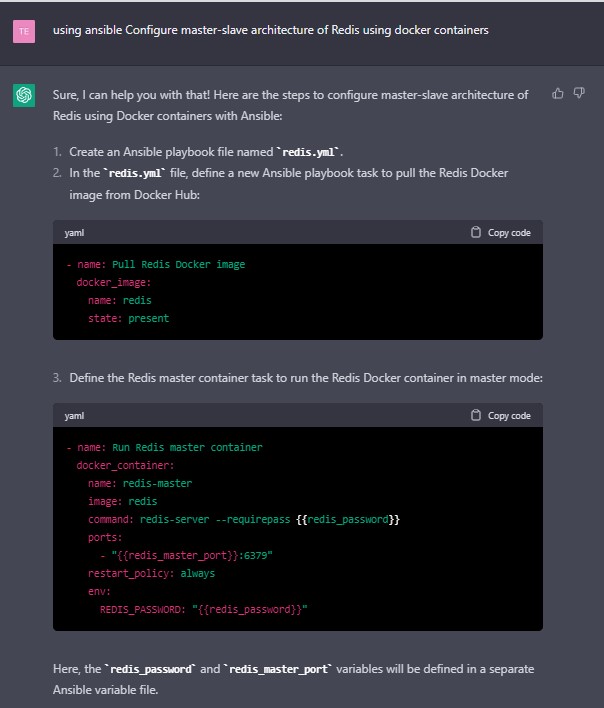 TE
using ansible Configure master-slave architecture of Redis using docker containers
Sure, I can help you with that! Here are the steps to configure master-slave architecture of
Redis using Docker containers with Ansible:
1. Create an Ansible playbook file named `redis.yml`.
2. In the `redis.yml` file, define a new Ansible playbook task to pull the Redis Docker
image from Docker Hub:
yaml Copy code
- name: Pull Redis Docker image
  docker_image:
    name: redis
    state: present
3. Define the Redis master container task to run the Redis Docker container in master mode:
yaml Copy code
- name: Run Redis master container
  docker_container:
    name: redis-master
    image: redis
    command: redis-server --requirepass {{redis_password}}
    ports:
      - "{{redis_master_port}}:6379"
    restart_policy: always
    env:
      REDIS_PASSWORD: "{{redis_password}}"
Here, the `redis_password` and `redis_master_port` variables will be defined in a separate
Ansible variable file.